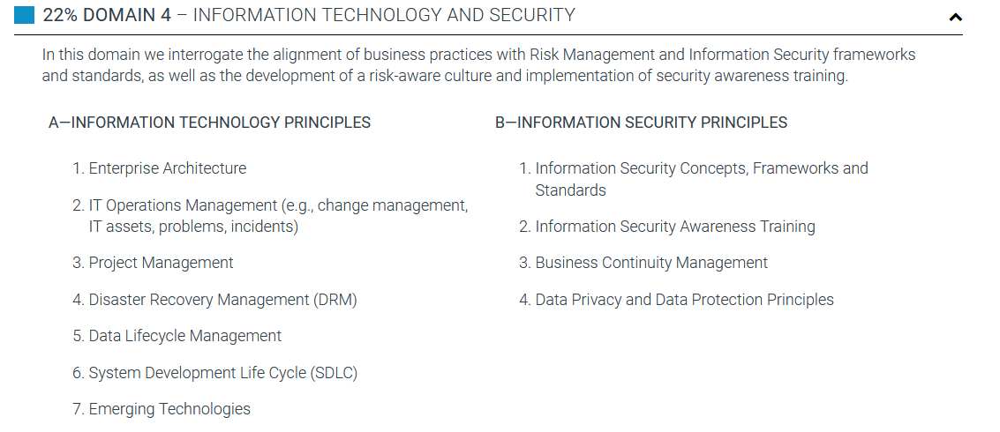 22% DOMAIN 4 – INFORMATION TECHNOLOGY AND SECURITY
In this domain we interrogate the alignment of business practices with Risk Management and Information Security frameworks
and standards, as well as the development of a risk-aware culture and implementation of security awareness training.
A—INFORMATION TECHNOLOGY PRINCIPLES
1. Enterprise Architecture
2. IT Operations Management (e.g., change management,
IT assets, problems, incidents)
3. Project Management
4. Disaster Recovery Management (DRM)
5. Data Lifecycle Management
6. System Development Life Cycle (SDLC)
7. Emerging Technologies
B—INFORMATION SECURITY PRINCIPLES
1. Information Security Concepts, Frameworks and
Standards
2. Information Security Awareness Training
3. Business Continuity Management
4. Data Privacy and Data Protection Principles